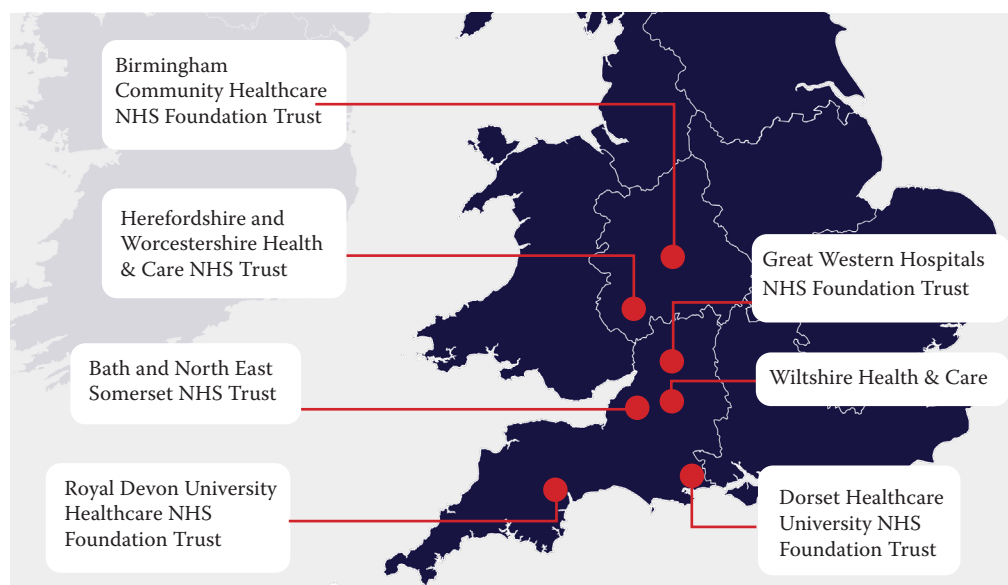 Birmingham
Community Healthcare
NHS Foundation Trust
Herefordshire and
Worcestershire Health
& Care NHS Trust
Great Western Hospitals
NHS Foundation Trust
Bath and North East
Somerset NHS Trust
Wiltshire Health & Care
Royal Devon University
Healthcare NHS
Foundation Trust
Dorset Healthcare
University NHS
Foundation Trust